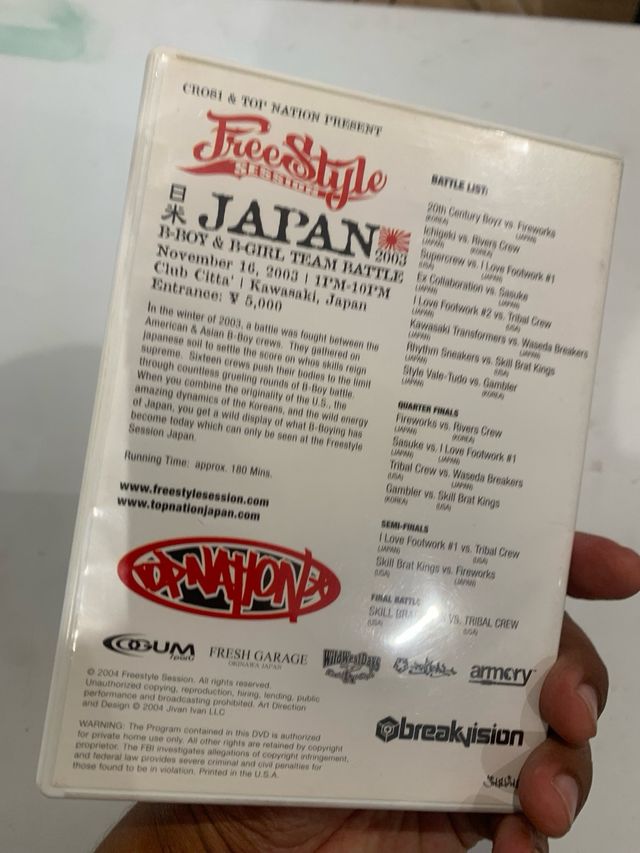 CROS1 & TOP NATION PRESENT
FreeStyle
SESSION
日米
JAPAN
2003
B-BOY & B-GIRL TEAM BATTLE
November 16, 2003 | 1PM-10PM
Club Citta' | Kawasaki, Japan
Entrance: ¥ 5,000
In the winter of 2003, a battle was fought between the
American & Asian B-Boy crews. They gathered on
Japanese soil to settle the score on whos skills reign
supreme. Sixteen crews push their bodies to the limit
through countless grueling rounds of B-Boy battle.
When you combine the originality of the U.S., the
amazing dynamics of the Koreans, and the wild energy
of Japan, you get a wild display of what B-Boying has
become today which can only be seen at the Freestyle
Session Japan.
Running Time: approx. 180 Mins.
www.freestylesession.com
www.topnationjapan.com
TOPNATION
BATTLE LIST:
20th Century Boyz vs. Fireworks
(KOREA) (JAPAN)
Ichigeki vs. Rivers Crew
(JAPAN) (KOREA)
Supercrew vs. I Love Footwork #1
(USA) (JAPAN)
Ex Collaboration vs. Sasuke
(JAPAN) (JAPAN)
I Love Footwork #2 vs. Tribal Crew
(JAPAN) (USA)
Kawasaki Transformers vs. Waseda Breakers
(JAPAN) (JAPAN)
Rhythm Sneakers vs. Skill Brat Kings
(JAPAN) (USA)
Style Vale-Tudo vs. Gambler
(JAPAN) (KOREA)
QUARTER FINALS
Fireworks vs. Rivers Crew
(JAPAN) (KOREA)
Sasuke vs. I Love Footwork #1
(JAPAN) (JAPAN)
Tribal Crew vs. Waseda Breakers
(USA) (JAPAN)
Gambler vs. Skill Brat Kings
(KOREA) (USA)
SEMI-FINALS
I Love Footwork #1 vs. Tribal Crew
(JAPAN) (USA)
Skill Brat Kings vs. Fireworks
(USA) (JAPAN)
FINAL BATTLE
SKILL BRA VS. TRIBAL CREW
(USA) (USA)
OGUM
FRESH GARAGE
OKINAWA JAPAN
WildWestDays
armory
© 2004 Freestyle Session. All rights reserved.
Unauthorized copying, reproduction, hiring, lending, public
performance and broadcasting prohibited. Art Direction
and Design © 2004 Jivan Ivan LLC
WARNING: The Program contained in this DVD is authorized
for private home use only. All other rights are retained by copyright
proprietor. The FBI investigates allegations of copyright infringement,
and federal law provides severe criminal and civil penalties for
those found to be in violation. Printed in the U.S.A.
breakvision